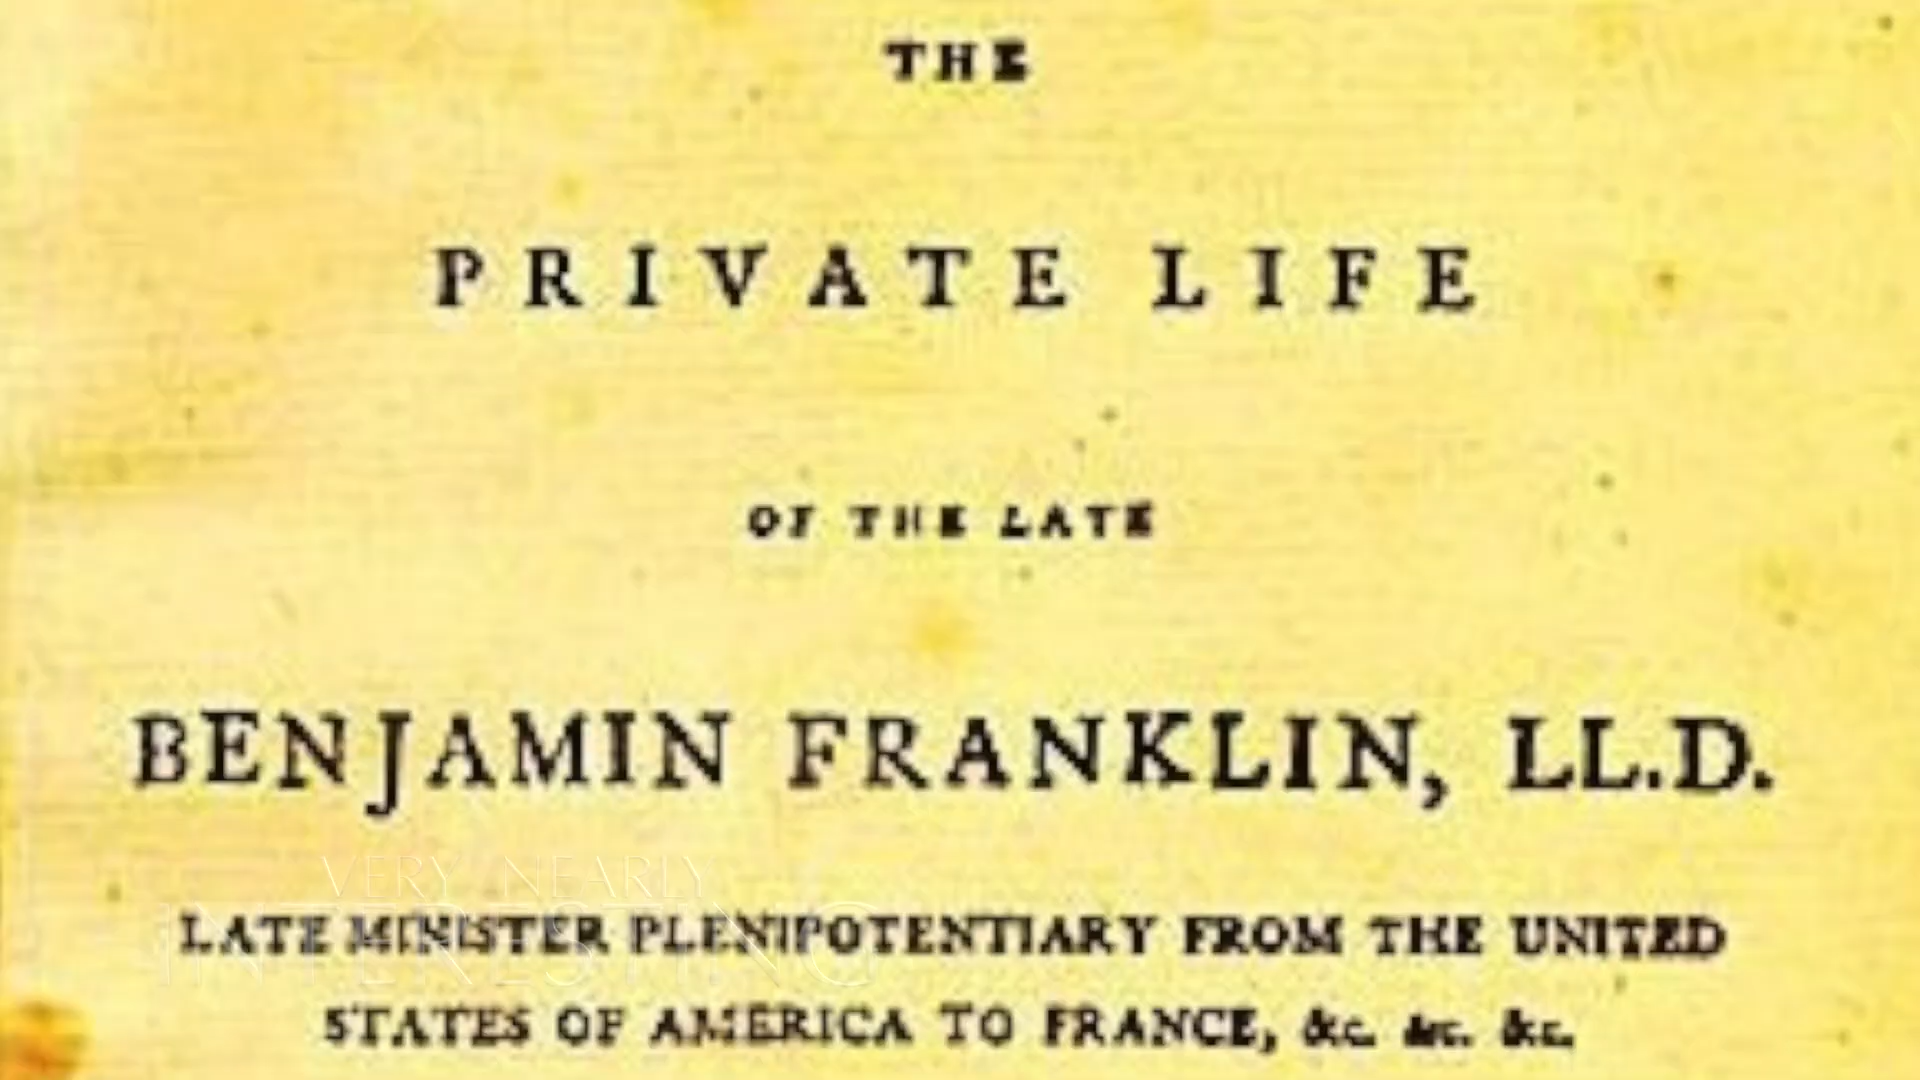 THE
PRIVATE LIFE
OF THE LATE
BENJAMIN FRANKLIN, LL.D.
VERY NEARLY
INTERESTING
LATE MINISTER PLENIPOTENTIARY FROM THE UNITED
STATES OF AMERICA TO FRANCE, &c. &c. &c.